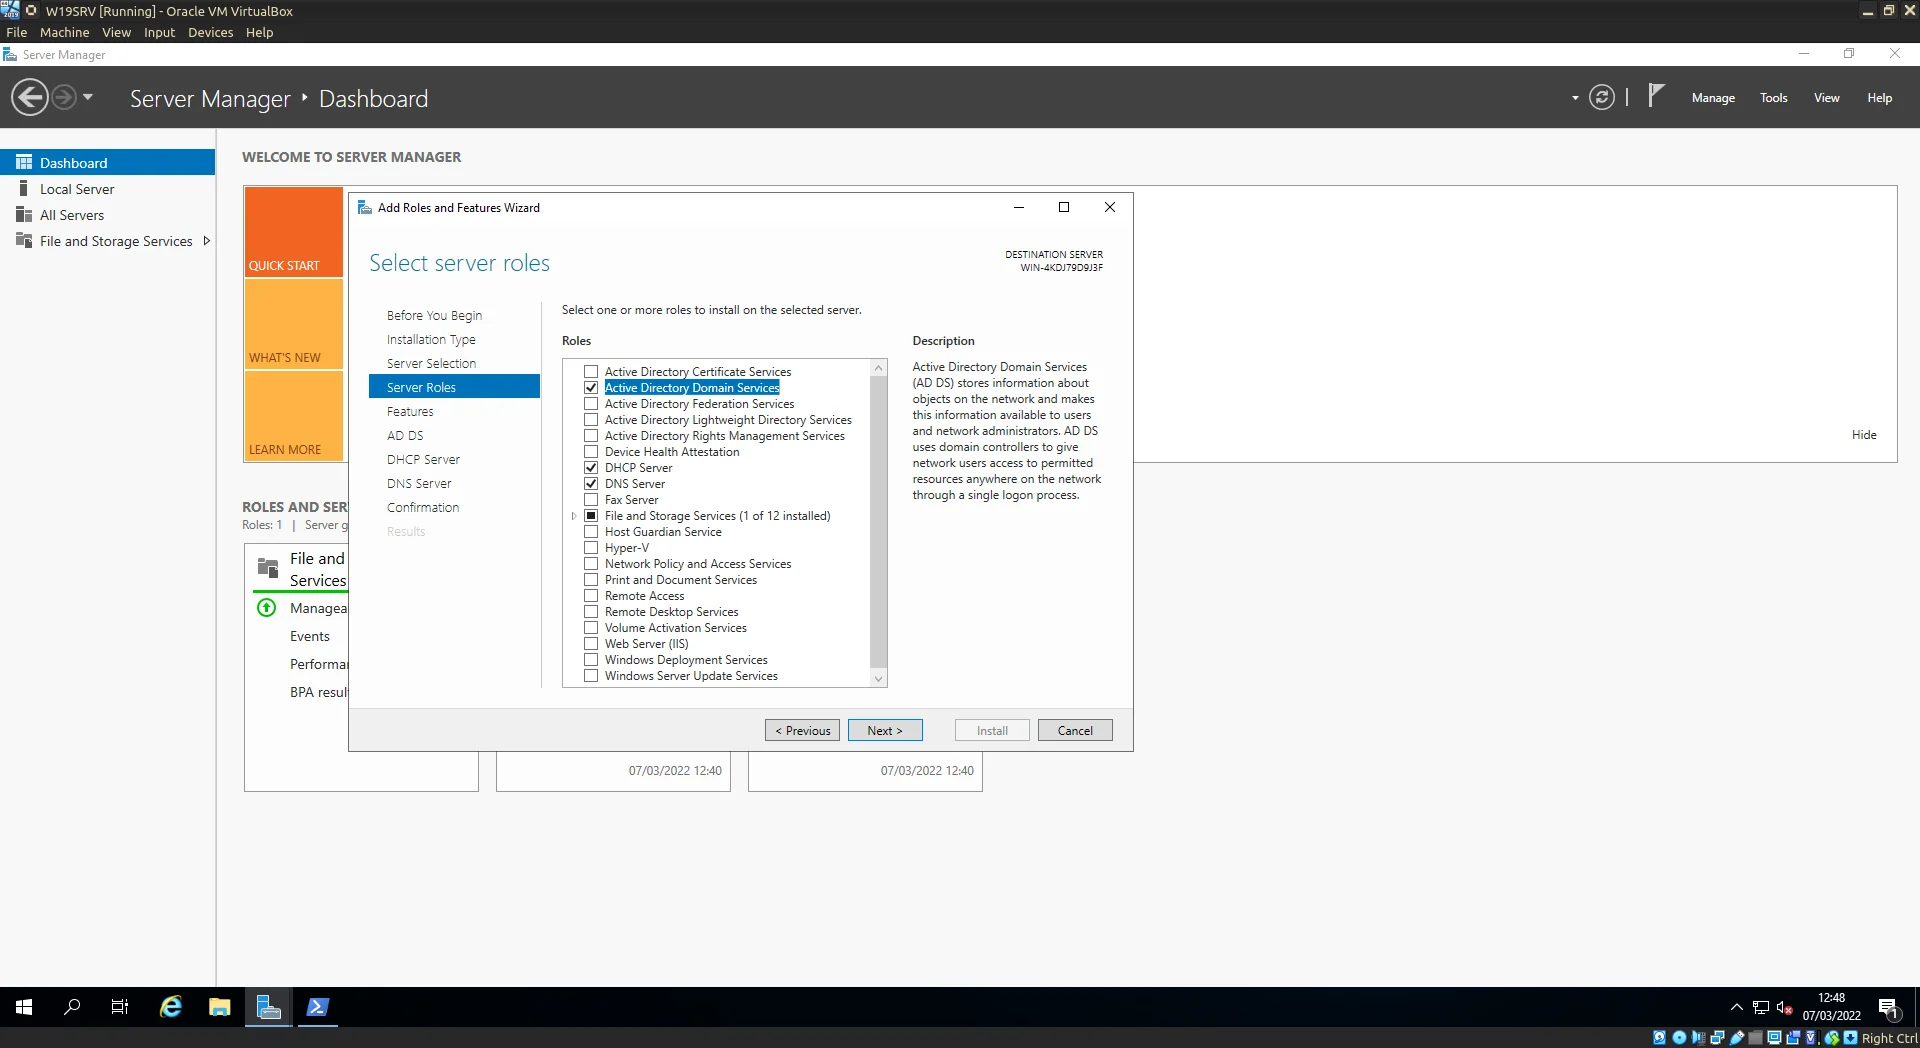 W19SRV [Running] - Oracle VM VirtualBox
File Machine View Input Devices Help
Server Manager
Server Manager ‣ Dashboard
Manage Tools View Help
Dashboard
Local Server
All Servers
File and Storage Services
WELCOME TO SERVER MANAGER
QUICK START
WHAT'S NEW
LEARN MORE
Hide
ROLES AND SER
Roles: 1 | Server g
File and
Services
Managea
Events
Performan
BPA resul
07/03/2022 12:40
07/03/2022 12:40
Add Roles and Features Wizard
Select server roles
DESTINATION SERVER
WIN-4KDJ79D9J3F
Before You Begin
Installation Type
Server Selection
Server Roles
Features
AD DS
DHCP Server
DNS Server
Confirmation
Results
Select one or more roles to install on the selected server.
Roles
Active Directory Certificate Services
Active Directory Domain Services
Active Directory Federation Services
Active Directory Lightweight Directory Services
Active Directory Rights Management Services
Device Health Attestation
DHCP Server
DNS Server
Fax Server
File and Storage Services (1 of 12 installed)
Host Guardian Service
Hyper-V
Network Policy and Access Services
Print and Document Services
Remote Access
Remote Desktop Services
Volume Activation Services
Web Server (IIS)
Windows Deployment Services
Windows Server Update Services
Description
Active Directory Domain Services
(AD DS) stores information about
objects on the network and makes
this information available to users
and network administrators. AD DS
uses domain controllers to give
network users access to permitted
resources anywhere on the network
through a single logon process.
< Previous
Next >
Install
Cancel
12:48
07/03/2022
1
Right Ctrl